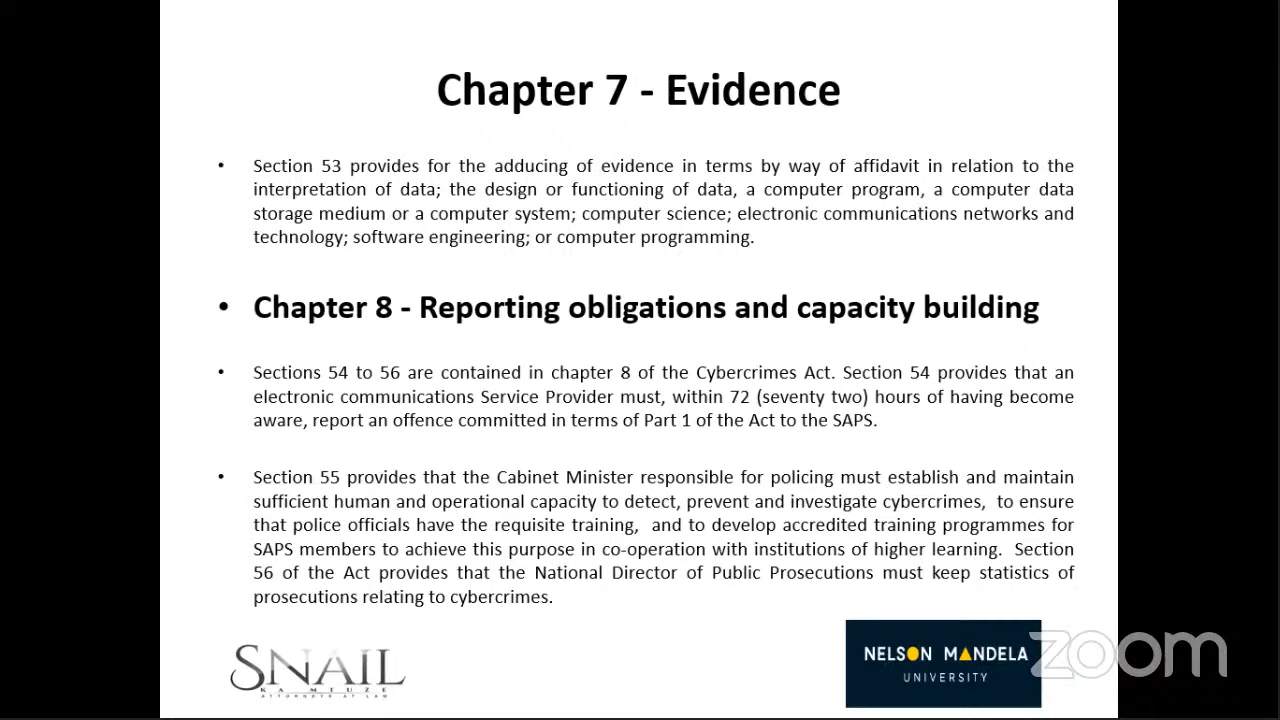 Chapter 7 - Evidence
• Section 53 provides for the adducing of evidence in terms by way of affidavit in relation to the
interpretation of data; the design or functioning of data, a computer program, a computer data
storage medium or a computer system; computer science; electronic communications networks and
technology; software engineering; or computer programming.
• Chapter 8 - Reporting obligations and capacity building
• Sections 54 to 56 are contained in chapter 8 of the Cybercrimes Act. Section 54 provides that an
electronic communications Service Provider must, within 72 (seventy two) hours of having become
aware, report an offence committed in terms of Part 1 of the Act to the SAPS.
• Section 55 provides that the Cabinet Minister responsible for policing must establish and maintain
sufficient human and operational capacity to detect, prevent and investigate cybercrimes, to ensure
that police officials have the requisite training, and to develop accredited training programmes for
SAPS members to achieve this purpose in co-operation with institutions of higher learning. Section
56 of the Act provides that the National Director of Public Prosecutions must keep statistics of
prosecutions relating to cybercrimes.
SNAIL
ATTORNEYS AT LAW
NELSON MANDELA
UNIVERSITY
zoom